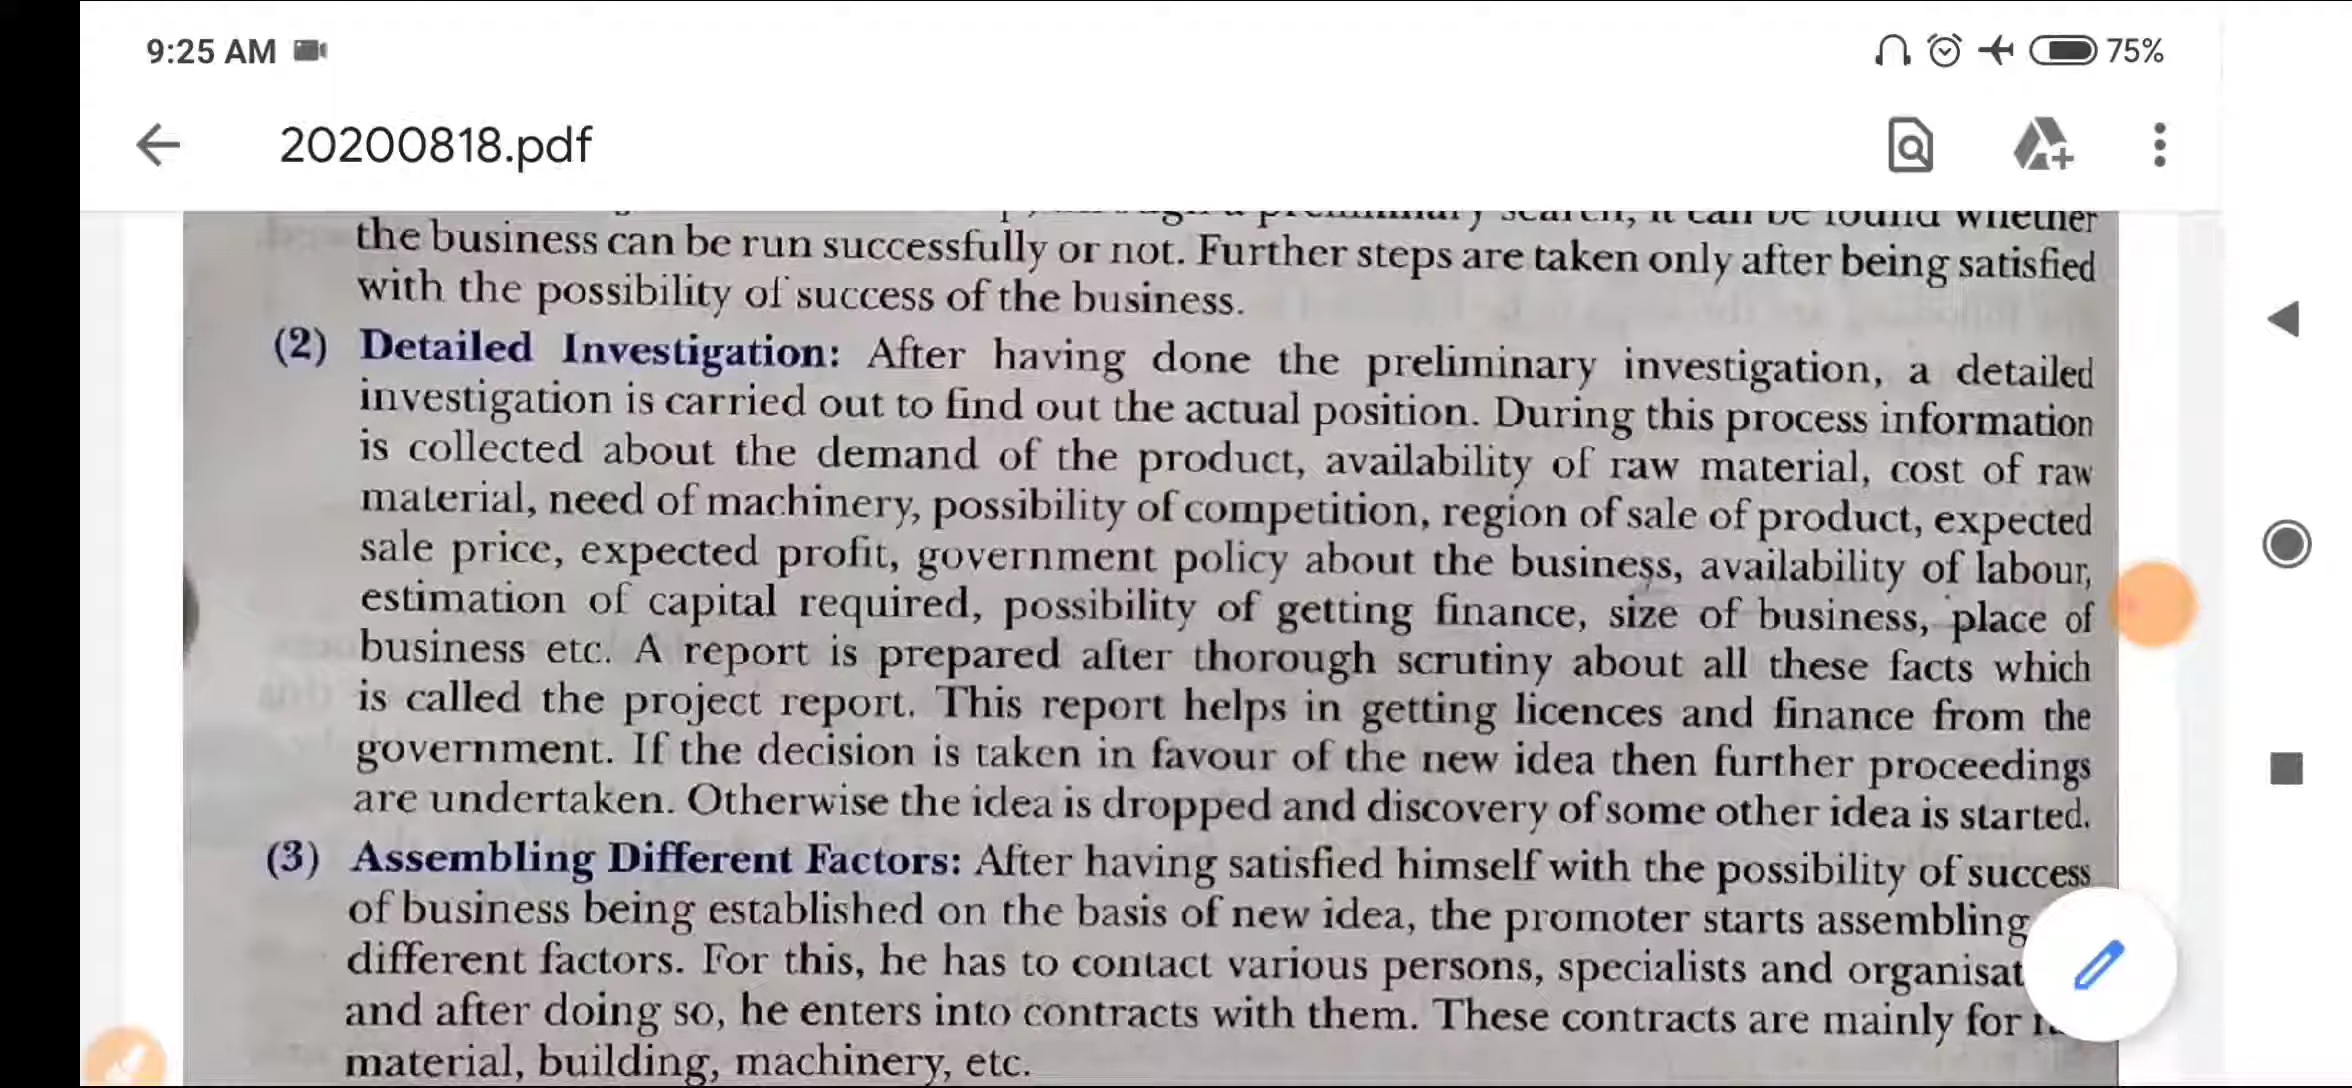 9:25 AM
75%
20200818.pdf
preliminary search, it can be found whether
the business can be run successfully or not. Further steps are taken only after being satisfied
with the possibility of success of the business.
(2) Detailed Investigation: After having done the preliminary investigation, a detailed
investigation is carried out to find out the actual position. During this process information
is collected about the demand of the product, availability of raw material, cost of raw
material, need of machinery, possibility of competition, region of sale of product, expected
sale price, expected profit, government policy about the business, availability of labour,
estimation of capital required, possibility of getting finance, size of business, place of
business etc. A report is prepared after thorough scrutiny about all these facts which
is called the project report. This report helps in getting licences and finance from the
government. If the decision is taken in favour of the new idea then further proceedings
are undertaken. Otherwise the idea is dropped and discovery of some other idea is started.
(3) Assembling Different Factors: After having satisfied himself with the possibility of success
of business being established on the basis of new idea, the promoter starts assembling
different factors. For this, he has to contact various persons, specialists and organisat
and after doing so, he enters into contracts with them. These contracts are mainly for
material, building, machinery, etc.